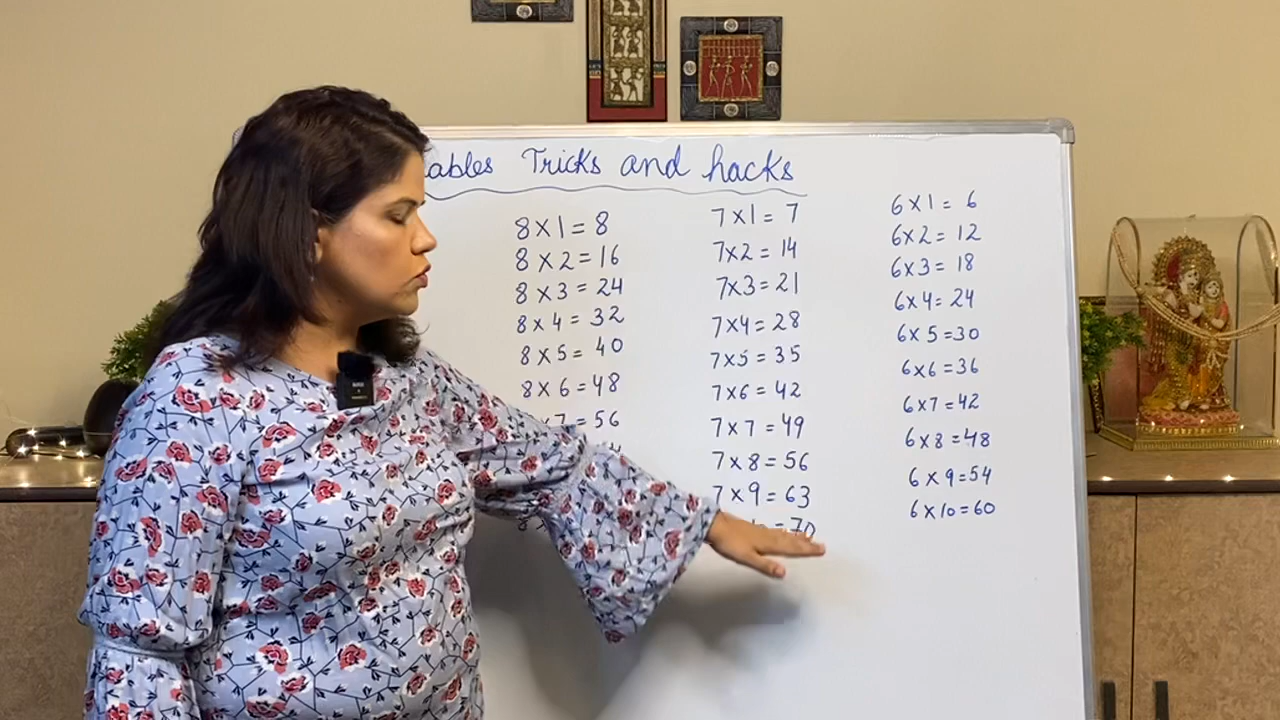 Tricks and hacks
8 X 1 = 8
8 X 2 = 16
8 X 3 = 24
8 X 4 = 32
8 X 5 = 40
8 X 6 = 48
7 = 56
8 X
7 X 1 = 7
7 X 2 = 14
7 X 3 = 21
7 X 4 = 28
7 X 5 = 35
7 X 6 = 42
7 X 7 = 49
7 X 8 = 56
7 X 9 = 63
= 70
6 X 1 = 6
6 X 2 = 12
6 X 3 = 18
6 X 4 = 24
6 X 5 = 30
6 X 6 = 36
6 X 7 = 42
6 X 8 = 48
6 X 9 = 54
6 X 10 = 60